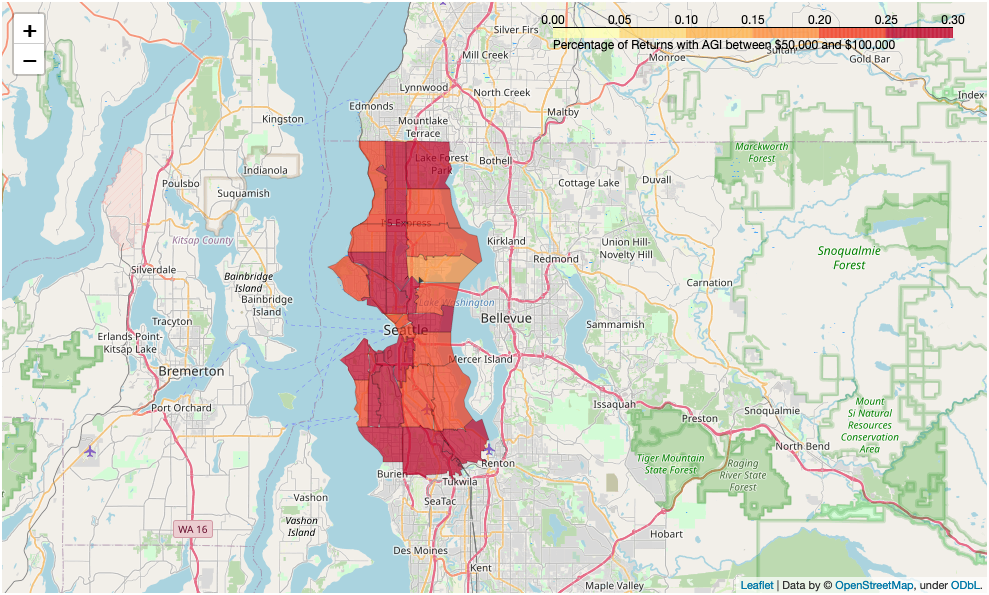 +
−
0.00 0.05 0.10 0.15 0.20 0.25 0.30
Percentage of Returns with AGI between $50,000 and $100,000
Silver Firs
Sultan
Monroe
Gold Bar
Mill Creek
Lynnwood
North Creek
Index
Edmonds
Maltby
Kingston
Mountlake
Terrace
Lake Forest
Park
Bothell
Marckworth
Forest
Indianola
Poulsbo
Cottage Lake
Duvall
Suquamish
I 5 Express
Kitsap County
Kirkland
Union Hill-
Novelty Hill
Snoqualmie
Forest
Redmond
Silverdale
Bainbridge
Island
Carnation
Bainbridge
Island
Lake Washington
Tracyton
Seattle
Bellevue
Sammamish
Erlands Point-
Kitsap Lake
Mercer Island
Bremerton
Port Orchard
Issaquah
Preston
Snoqualmie
Mount
Si Natural
Resources
Conservation
Area
North Bend
Tiger Mountain
State Forest
Raging
River State
Forest
Renton
Burien
Tukwila
Vashon
SeaTac
Vashon
Island
WA 16
Hobart
Des Moines
Kent
Maple Valley
Leaflet | Data by © OpenStreetMap, under ODbL.